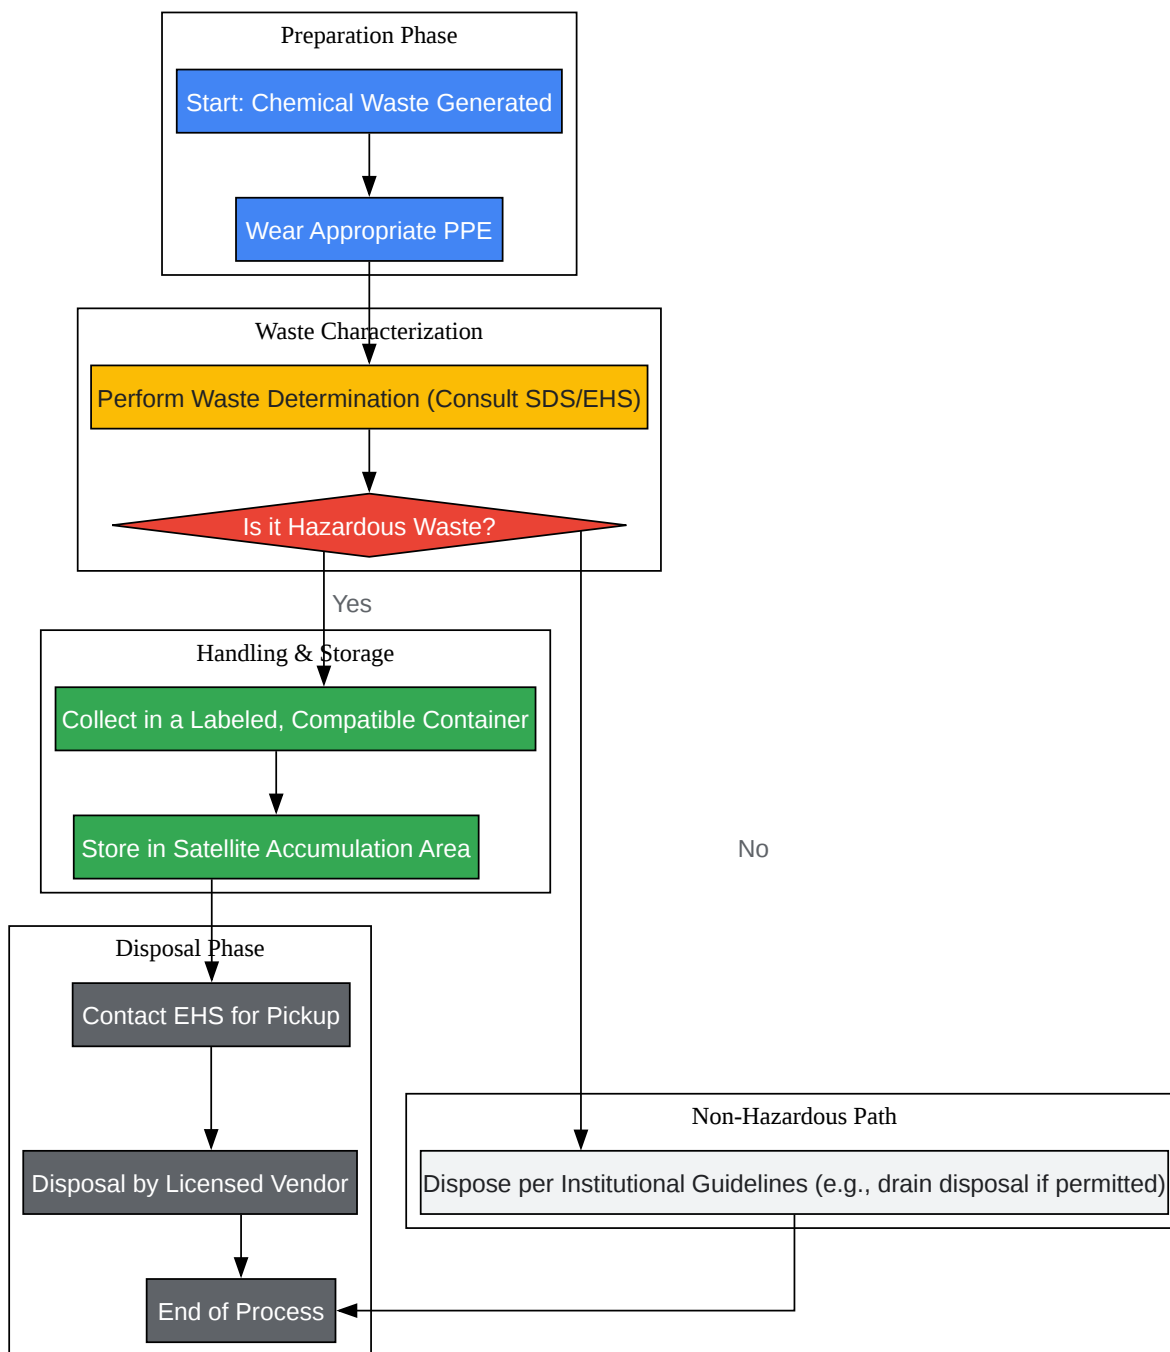 Preparation Phase
Start: Chemical Waste Generated
Wear Appropriate PPE
Waste Characterization
Perform Waste Determination (Consult SDS/EHS)
Is it Hazardous Waste?
Yes
Handling & Storage
Collect in a Labeled, Compatible Container
Store in Satellite Accumulation Area
No
Disposal Phase
Contact EHS for Pickup
Non-Hazardous Path
Disposal by Licensed Vendor
Dispose per Institutional Guidelines (e.g., drain disposal if permitted)
End of Process